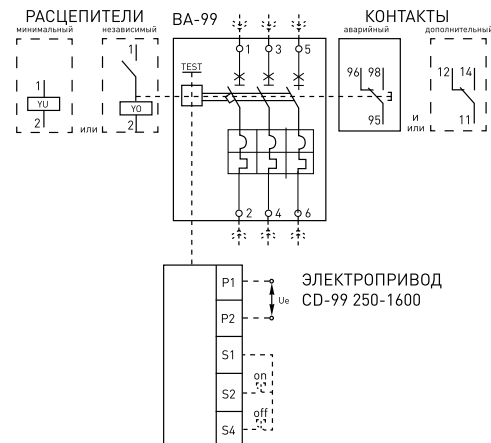 РАСЦЕПИТЕЛИ ВА-99 КОНТАКТЫ
минимальный независимый аварийный дополнительный
1 3 5
TEST
1 1
96 98 12 14
YU YO
2 2
или
95 11
и
или
2 4 6
P1
ЭЛЕКТРОПРИВОД
Ue
CD-99 250-1600
P2
S1
on
S2
off
S4